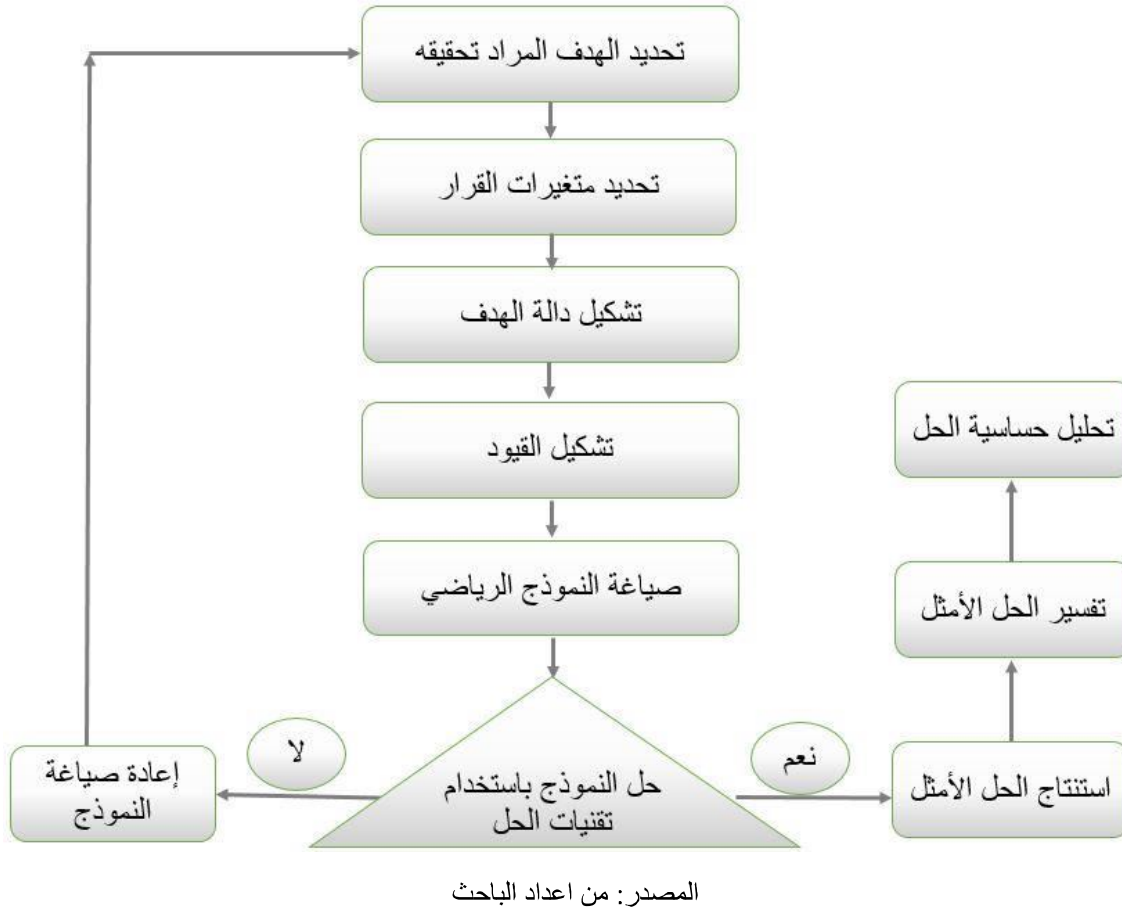 تحديد الهدف المراد تحقيقه
تحديد متغيرات القرار
تشكيل دالة الهدف
تشكيل القيود
صياغة النموذج الرياضي
حل النموذج باستخدام
تقنيات الحل
نعم
استنتاج الحل الأمثل
تفسير الحل الأمثل
تحليل حساسية الحل
لا
إعادة صياغة
النموذج
المصدر: من اعداد الباحث